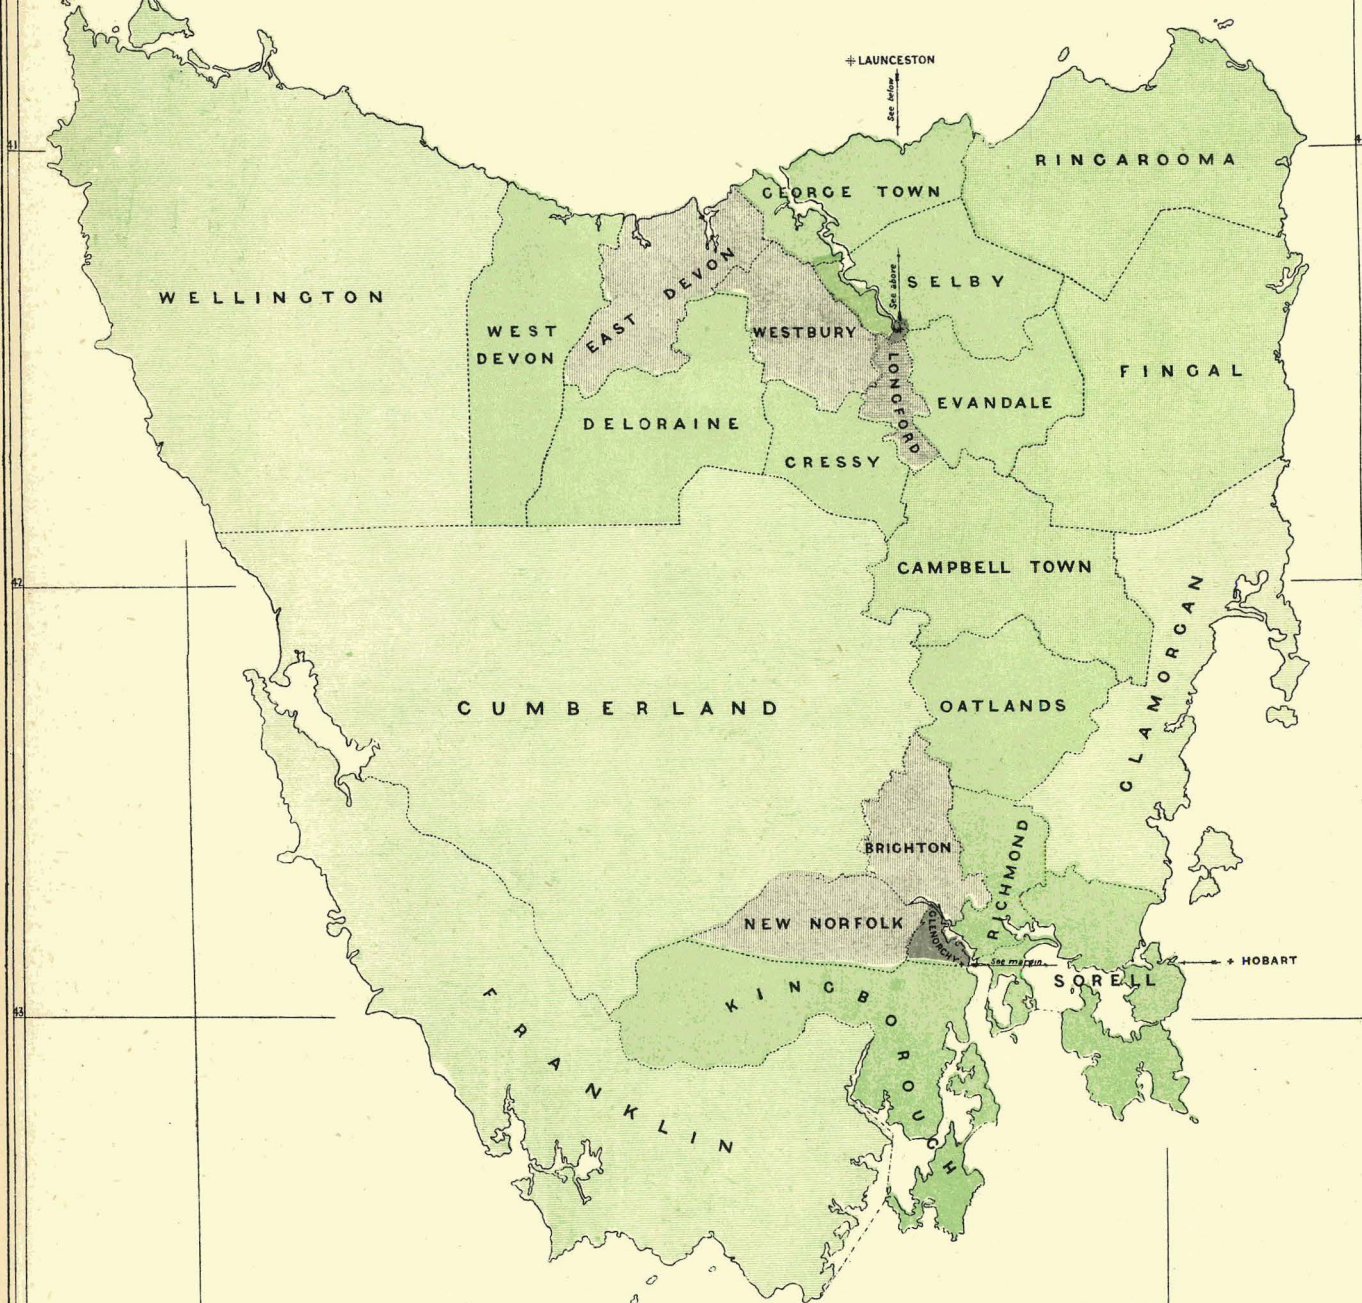 ‡ LAUNCESTON
See below
41
4
RINGAROOMA
GEORGE TOWN
WELLINGTON
EAST DEVON
SELBY
See above
WEST
DEVON
WESTBURY
LONGFORD
FINGAL
EVANDALE
DELORAINE
CRESSY
CAMPBELL TOWN
42
CLAMORGAN
CUMBERLAND
OATLANDS
RICHMOND
BRIGHTON
NEW NORFOLK
GLENORCHY
See margin
+ HOBART
SORELL
KINGBOROUGH
43
FRANKLIN